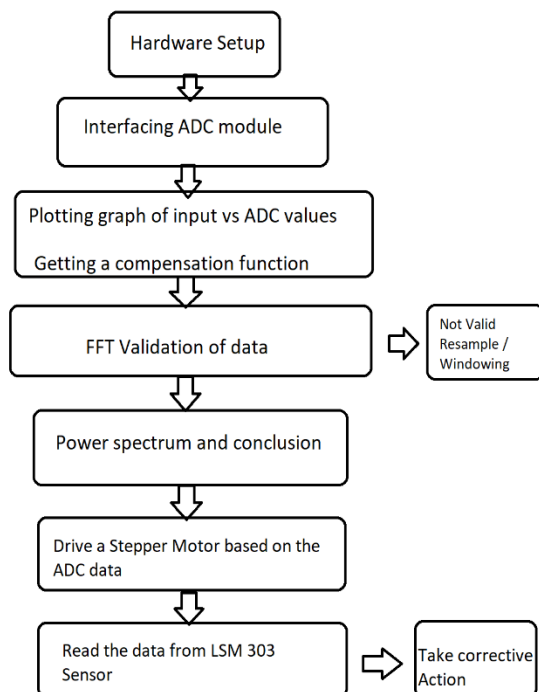 Hardware Setup
Interfacing ADC module
Plotting graph of input vs ADC values
Getting a compensation function
FFT Validation of data
Not Valid
Resample /
Windowing
Power spectrum and conclusion
Drive a Stepper Motor based on the
ADC data
Read the data from LSM 303
Sensor
Take corrective
Action